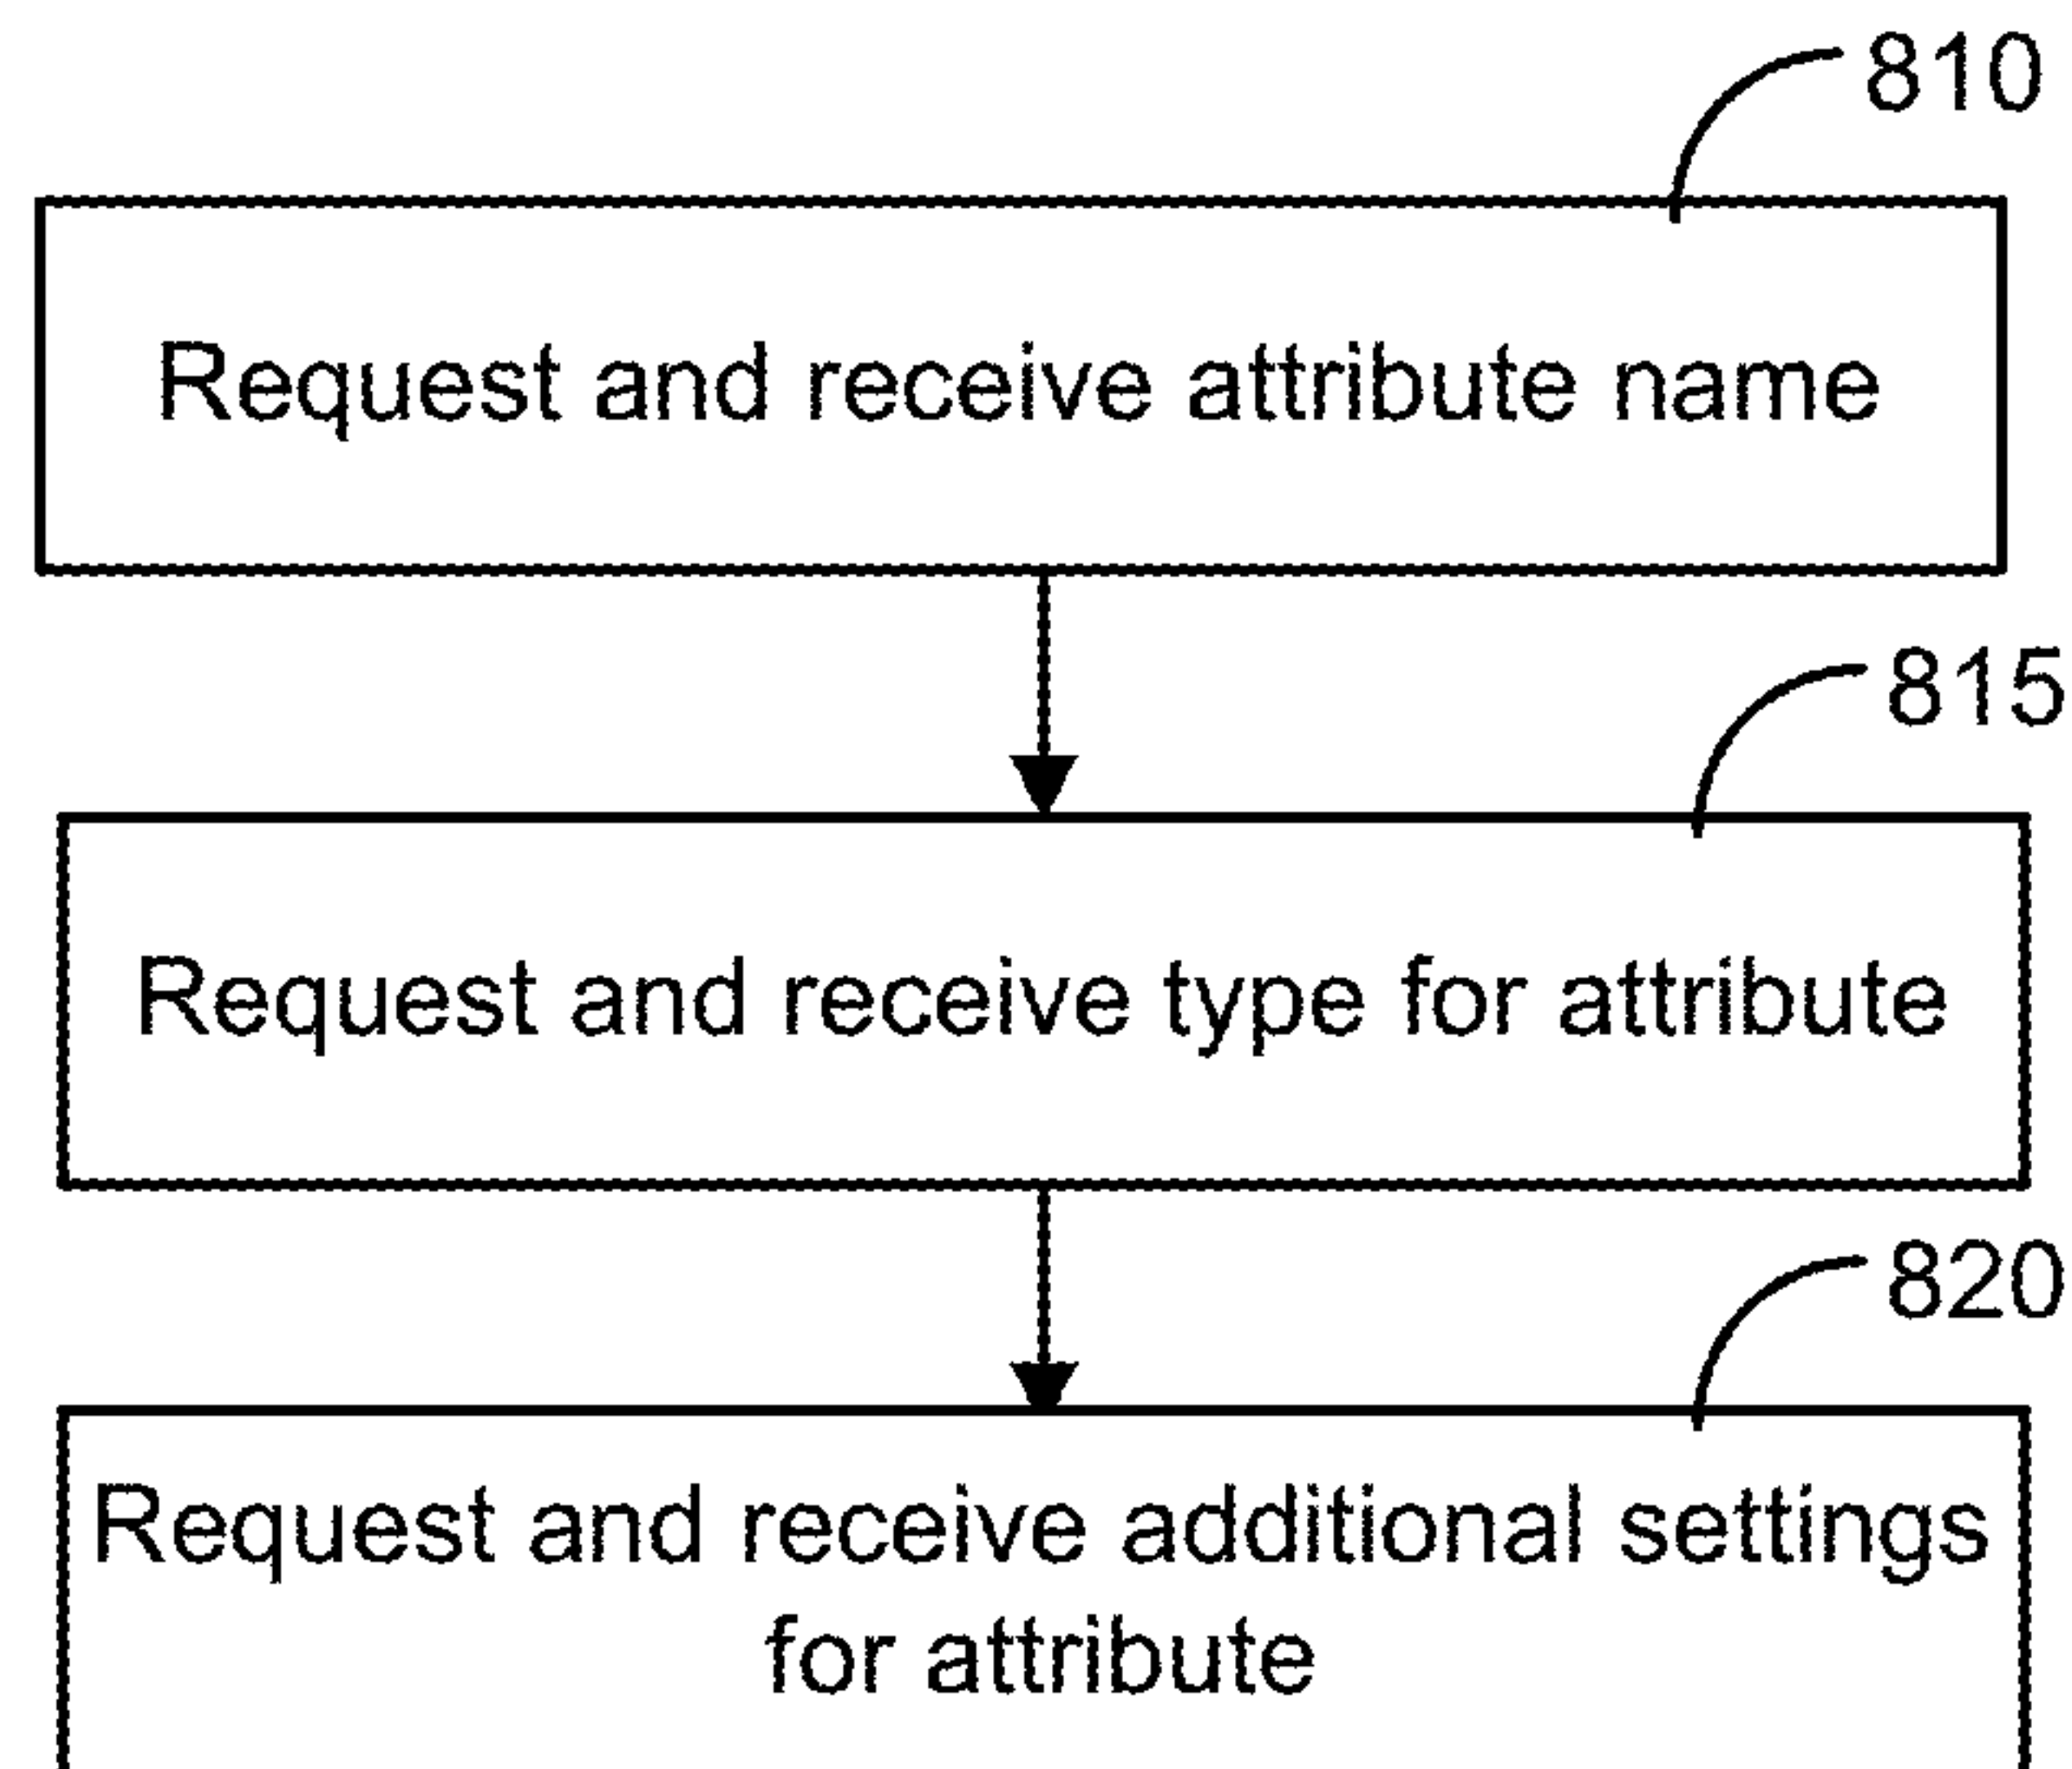 810
Request and receive attribute name
815
Request and receive type for attribute
820
Request and receive additional settings
for attribute